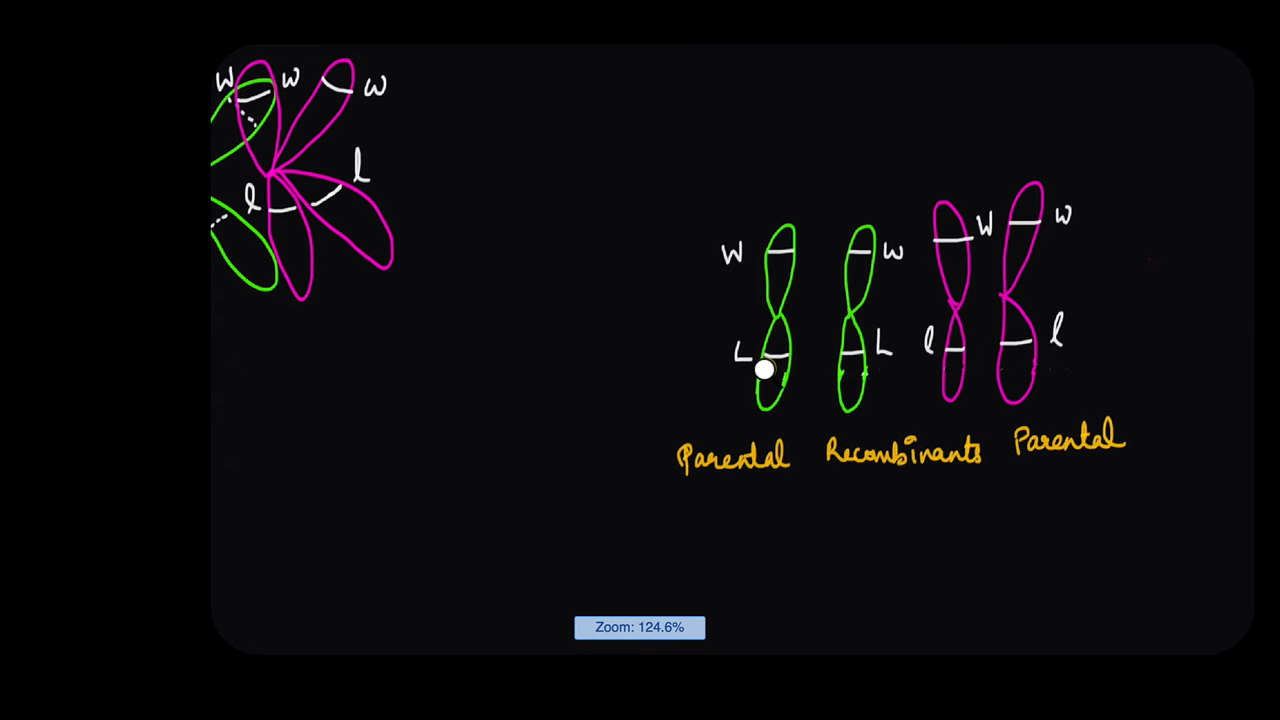 W w w
l l
W w W w
L L l l
Parental Recombinants Parental
Zoom: 124.6%